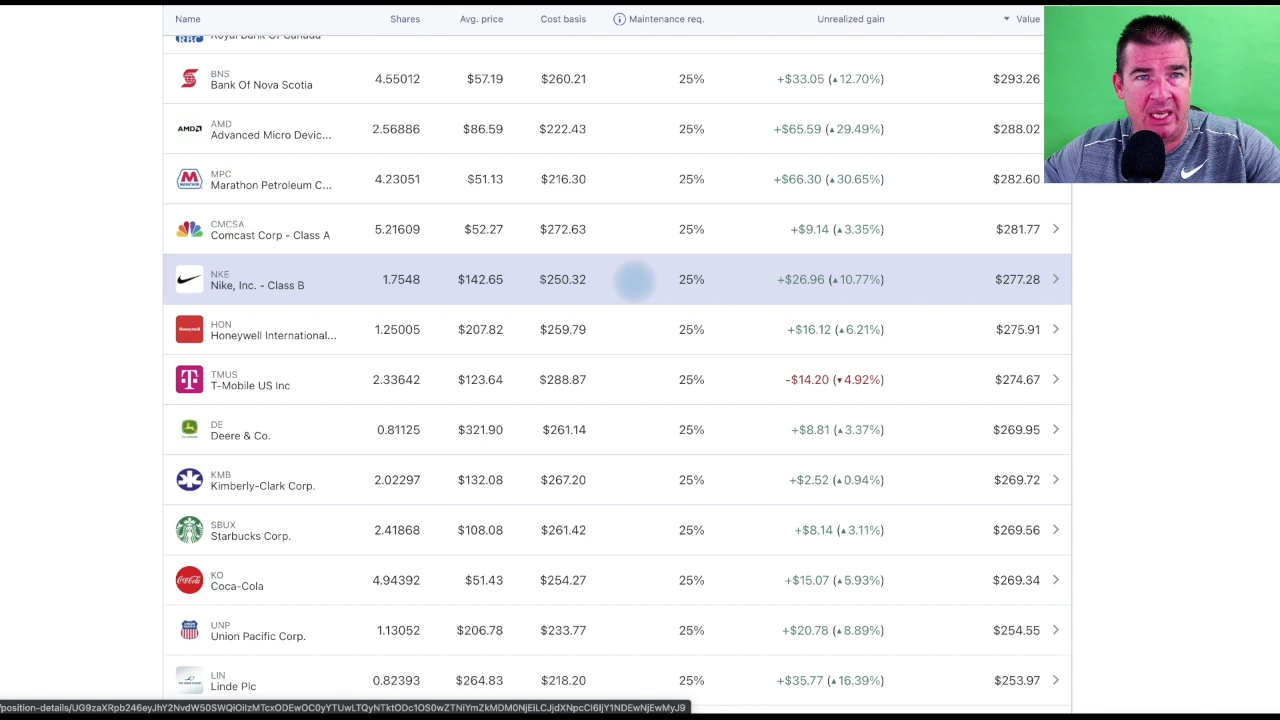 Name Shares Avg. price Cost basis Maintenance req. Unrealized gain Value
RBC Royal Bank Of Canada
BNS
Bank Of Nova Scotia 4.55012 $57.19 $260.21 25% +$33.05 (▲12.70%) $293.26
AMD
AMD Advanced Micro Devic... 2.56886 $86.59 $222.43 25% +$65.59 (▲29.49%) $288.02
MPC
M Marathon Petroleum C... 4.23051 $51.13 $216.30 25% +$66.30 (▲30.65%) $282.60
CMCSA
Comcast Corp - Class A 5.21609 $52.27 $272.63 25% +$9.14 (▲3.35%) $281.77
NKE
Nike, Inc. - Class B 1.7548 $142.65 $250.32 25% +$26.96 (▲10.77%) $277.28
HON
Honeywell Honeywell International... 1.25005 $207.82 $259.79 25% +$16.12 (▲6.21%) $275.91
TMUS
T T-Mobile US Inc 2.33642 $123.64 $288.87 25% -$14.20 (▼4.92%) $274.67
DE
Deere & Co. 0.81125 $321.90 $261.14 25% +$8.81 (▲3.37%) $269.95
KMB
Kimberly-Clark Corp. 2.02297 $132.08 $267.20 25% +$2.52 (▲0.94%) $269.72
SBUX
Starbucks Corp. 2.41868 $108.08 $261.42 25% +$8.14 (▲3.11%) $269.56
KO
Coca-Cola Coca-Cola 4.94392 $51.43 $254.27 25% +$15.07 (▲5.93%) $269.34
UNP
Union Pacific Corp. 1.13052 $206.78 $233.77 25% +$20.78 (▲8.89%) $254.55
LIN
Linde Plc 0.82393 $264.83 $218.20 25% +$35.77 (▲16.39%) $253.97